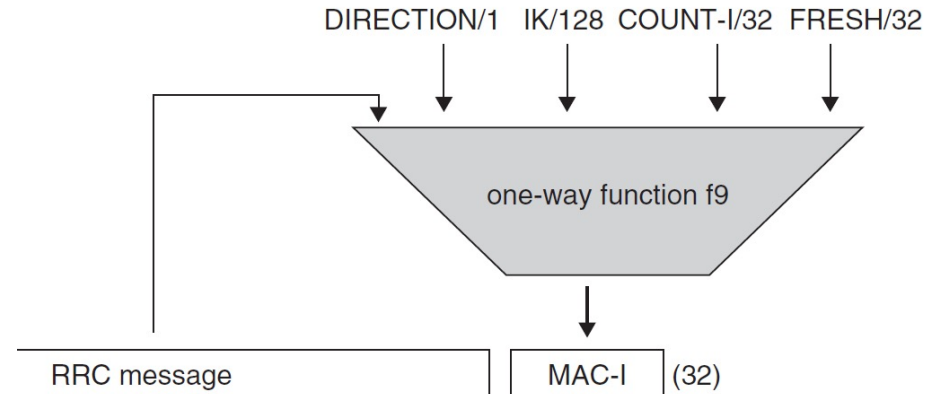 DIRECTION/1 IK/128 COUNT-I/32 FRESH/32
one-way function f9
RRC message MAC-I (32)